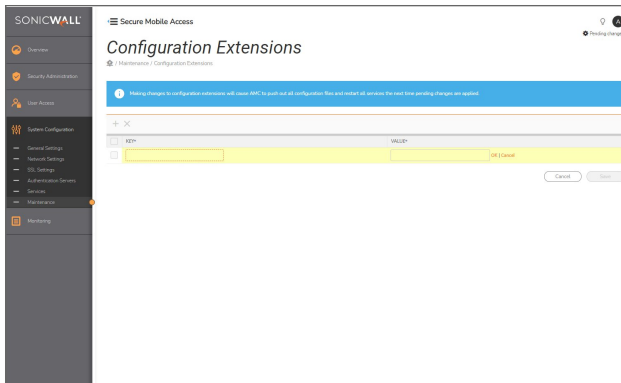 SONICWALL
Secure Mobile Access
A
Pending change
Configuration Extensions
/ Maintenance / Configuration Extensions
Overview
Security Administration
User Access
System Configuration
General Settings
Network Settings
SSL Settings
Authentication Servers
Services
Maintenance
Monitoring
Making changes to configuration extensions will cause AMC to push out all configuration files and restart all services the next time pending changes are applied.
KEY* VALUE*
OK | Cancel
Cancel Save